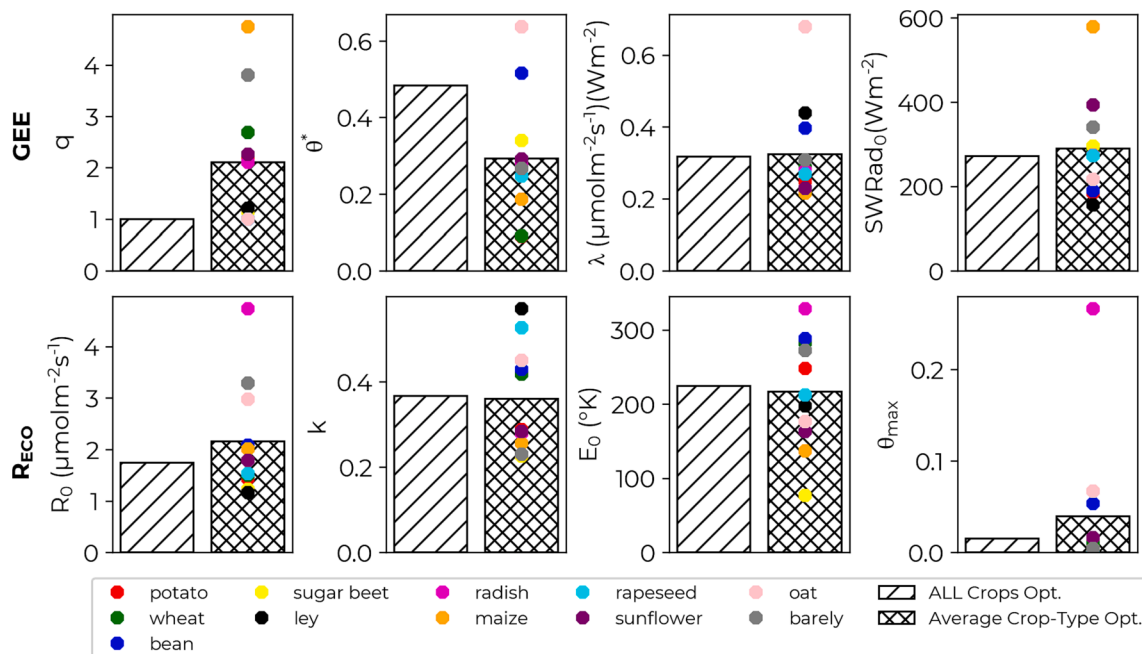 GEE
q
4
3
2
1
0
θ*
0.6
0.4
0.2
0.0
λ (μmolm⁻²s⁻¹)(Wm⁻²)
0.6
0.4
0.2
0.0
SWRad₀(Wm⁻²)
600
400
200
0
R_ECO
R₀ (μmolm⁻²s⁻¹)
4
3
2
1
0
k
0.4
0.2
0.0
E₀ (°K)
300
200
100
0
θ_max
0.2
0.1
0.0
potato sugar beet radish rapeseed oat ALL Crops Opt.
wheat ley maize sunflower barely Average Crop-Type Opt.
bean